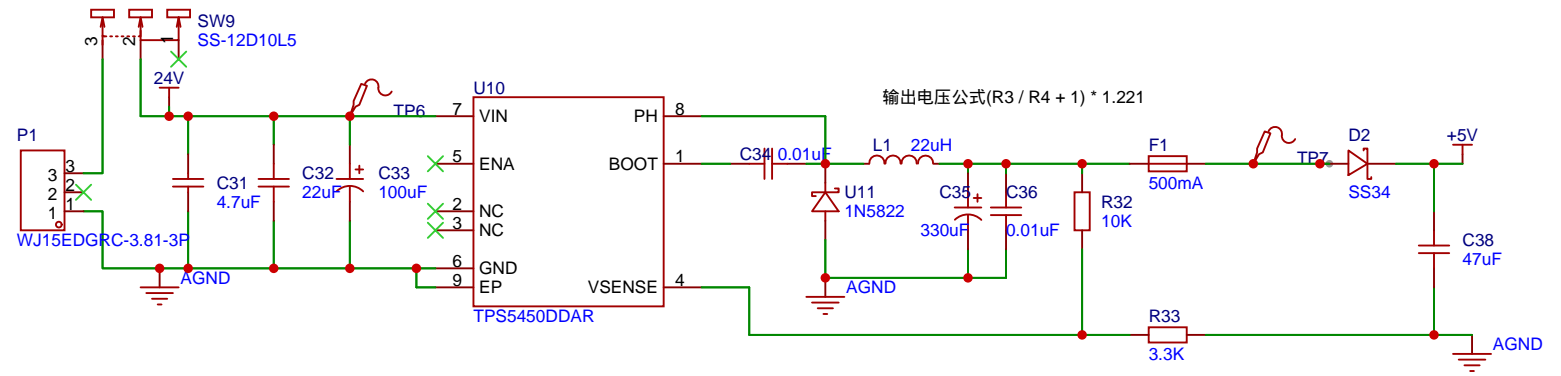 SW9
SS-12D10L5
3
2
1
24V
TP6
P1
3
3
2
2
1
1
WJ15EDGRC-3.81-3P
AGND
C31
4.7uF
C32
22uF
C33
100uF
U10
7 VIN
5 ENA
2 NC
3 NC
6 GND
9 EP
PH 8
BOOT 1
VSENSE 4
TPS5450DDAR
输出电压公式(R3 / R4 + 1) * 1.221
C34 0.01uF
L1 22uH
U11
1N5822
C35
330uF
C36
0.01uF
AGND
R32
10K
F1
500mA
TP7
D2
SS34
+5V
C38
47uF
R33
3.3K
AGND